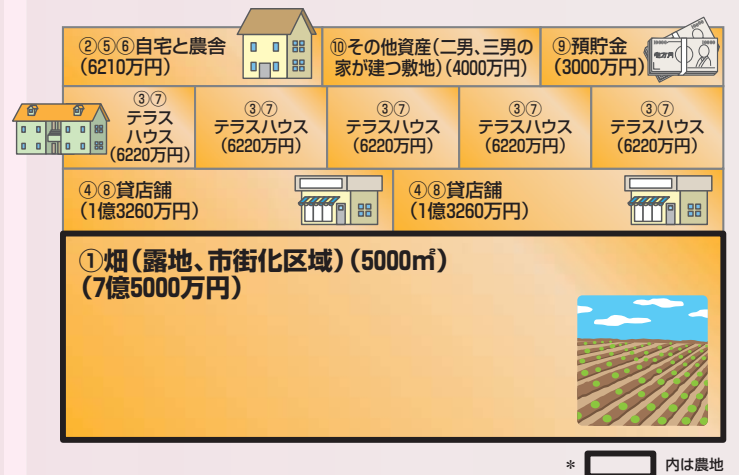 ②⑤⑥自宅と農舎
(6210万円)
⑩その他資産(二男、三男の
家が建つ敷地)(4000万円)
⑨預貯金
(3000万円)
③⑦
テラス
ハウス
(6220万円)
③⑦
テラスハウス
(6220万円)
③⑦
テラスハウス
(6220万円)
③⑦
テラスハウス
(6220万円)
③⑦
テラスハウス
(6220万円)
④⑧貸店舗
(1億3260万円)
④⑧貸店舗
(1億3260万円)
①畑(露地、市街化区域)(5000㎡)
(7億5000万円)
* 内は農地